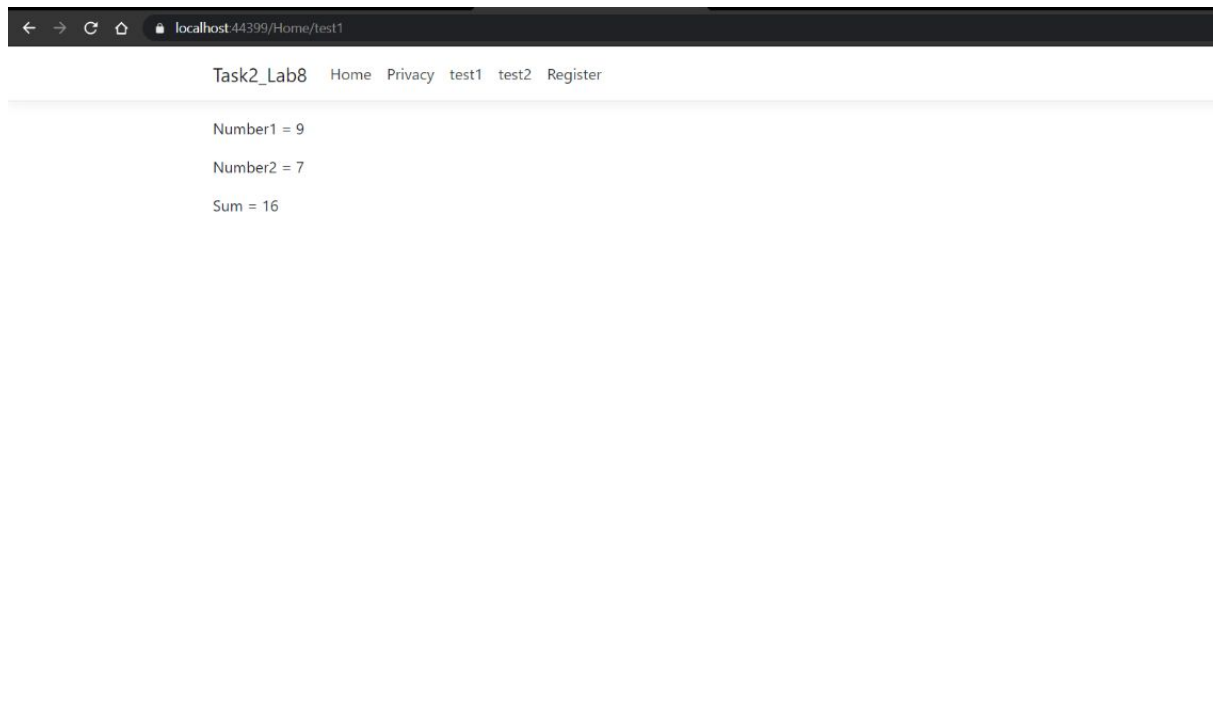 localhost:44399/Home/test1
Task2_Lab8 Home Privacy test1 test2 Register
Number1 = 9
Number2 = 7
Sum = 16